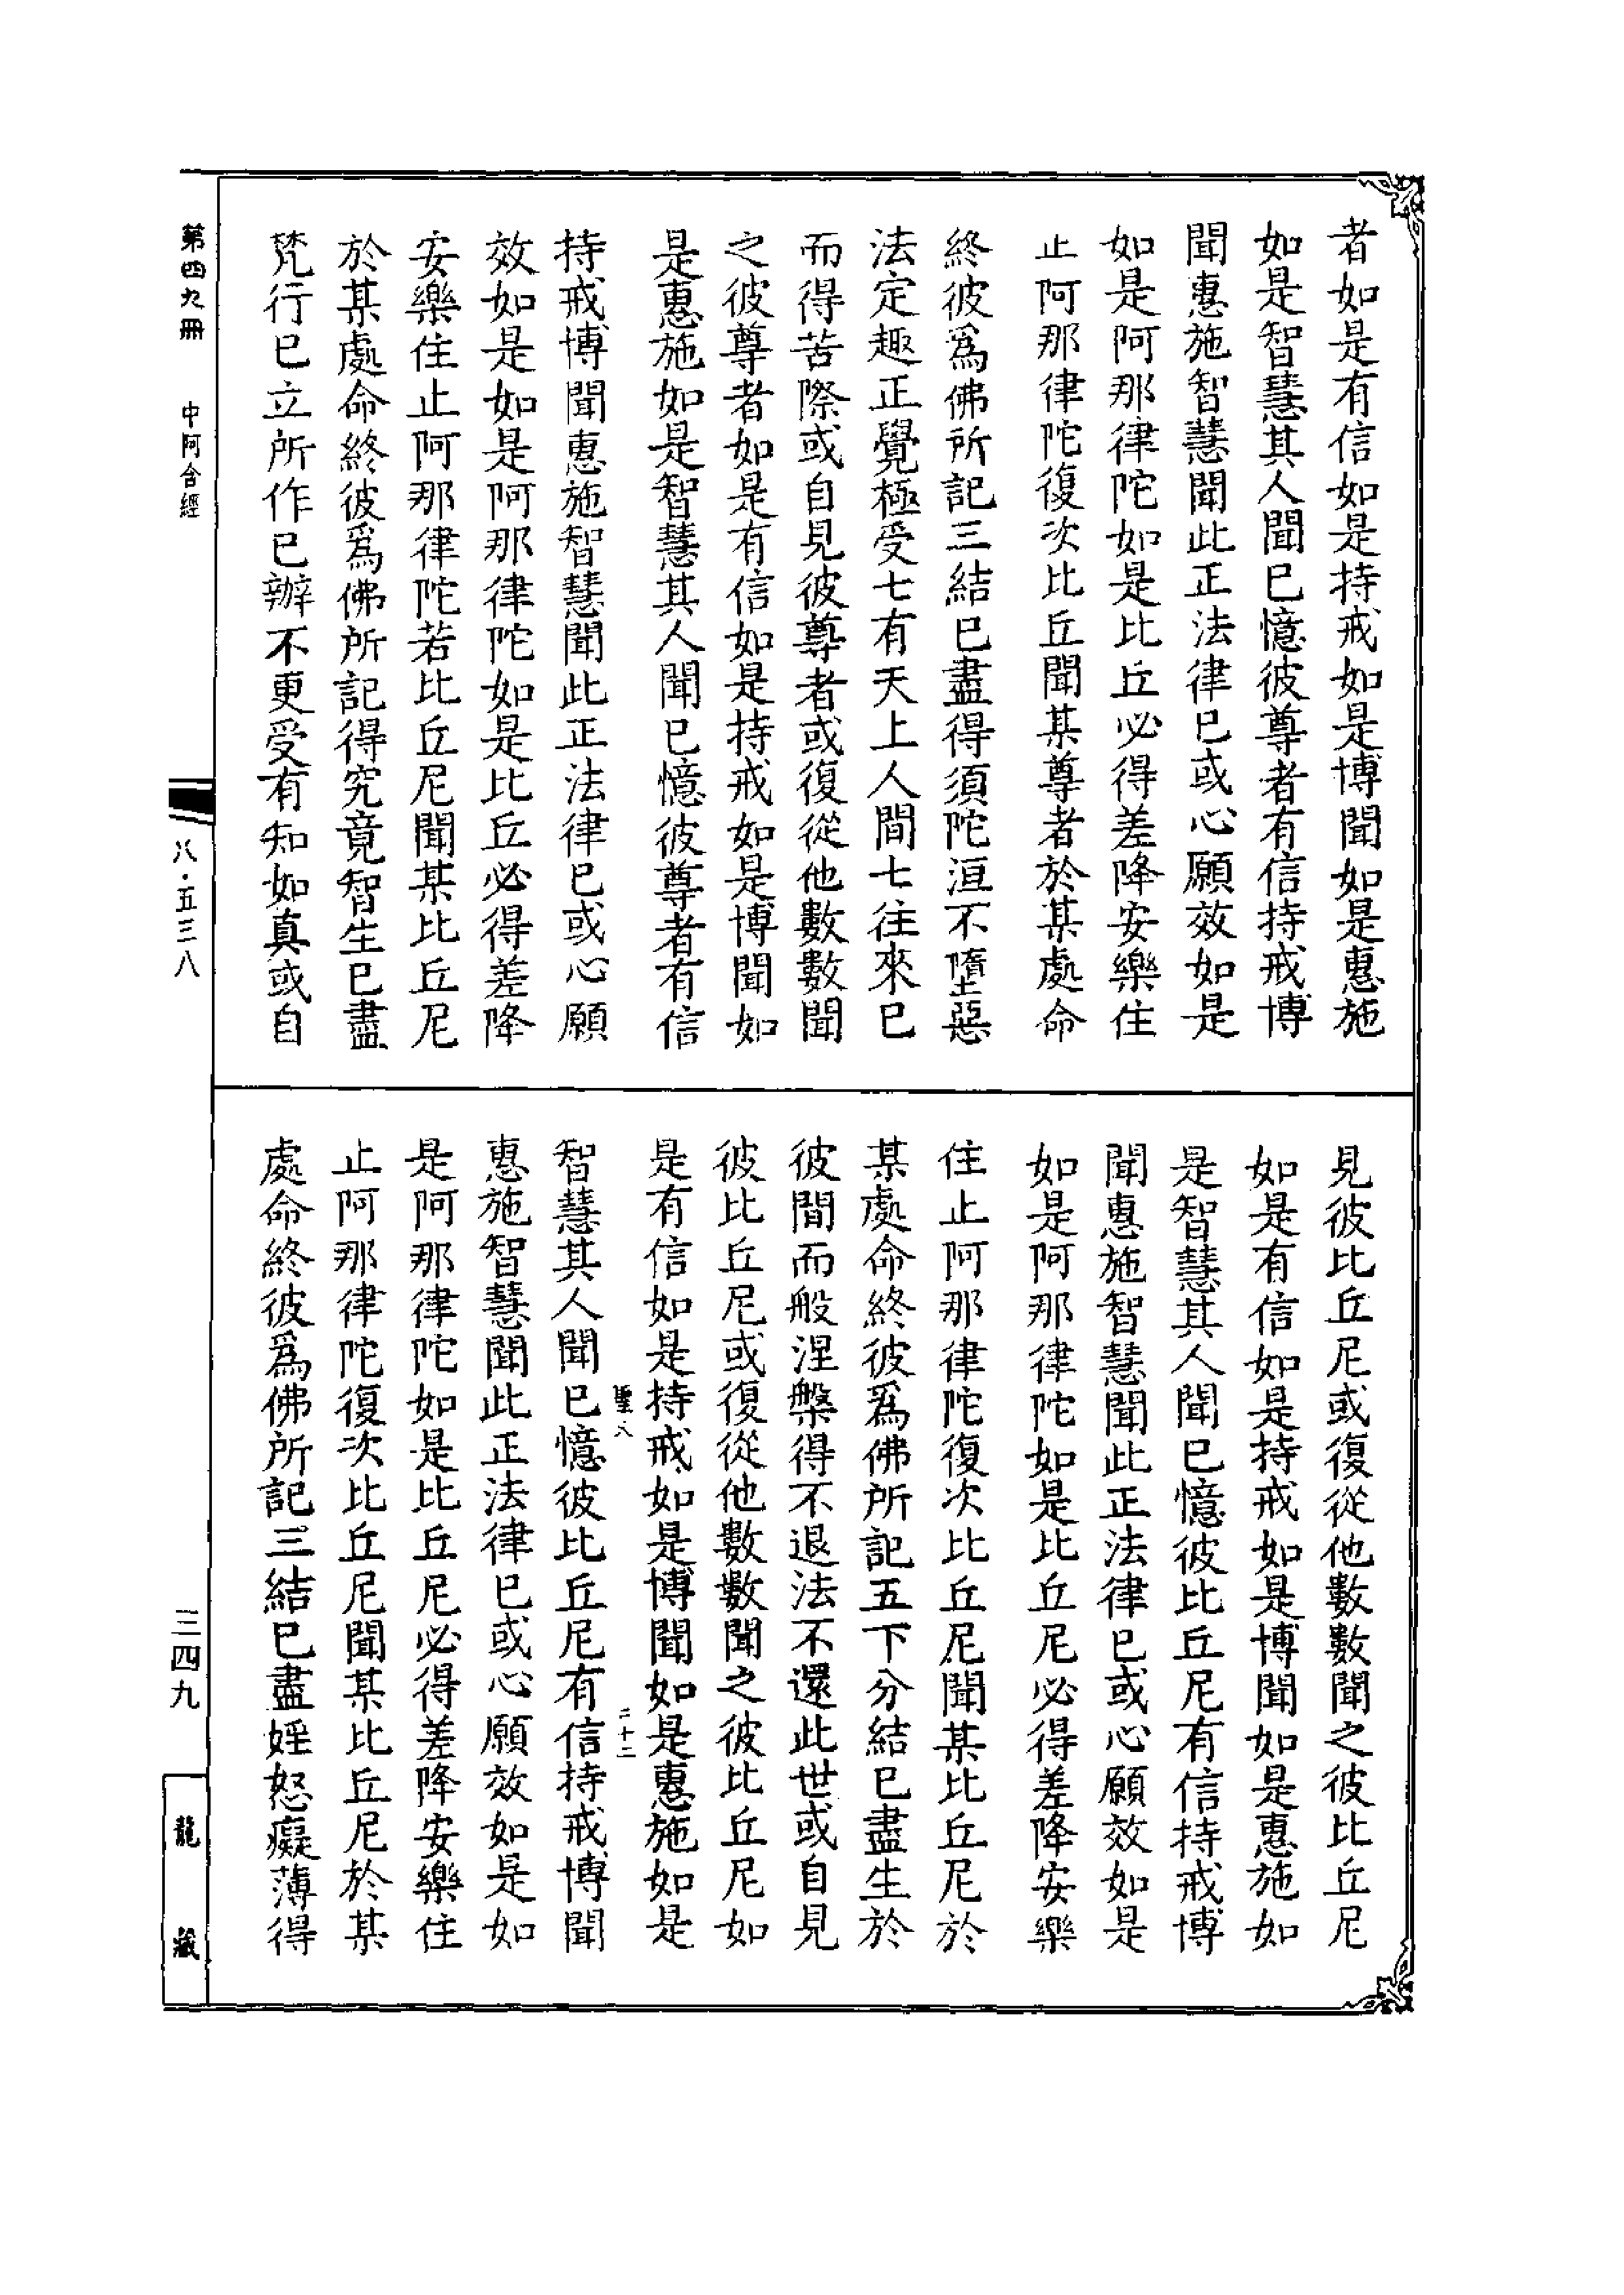 者如是有信如是持戒如是博聞如是惠施
如是智慧其人聞已憶彼尊者有信持戒博
聞惠施智慧聞此正法律已或心願效如是
如是阿那律陀如是比丘必得差降安樂住
止阿那律陀復次比丘聞某尊者於某處命
終彼爲佛所記三結已盡得須陀洹不墮惡
法定趣正覺極受七有天上人間七往來已
而得苦際或自見彼尊者或復從他數數聞
之彼尊者如是有信如是持戒如是博聞如
是惠施如是智慧其人聞已憶彼尊者有信
持戒博聞惠施智慧聞此正法律已或心願
效如是如是阿那律陀如是比丘必得差降
安樂住止阿那律陀若比丘尼聞某比丘尼
於某處命終彼爲佛所記得究竟智生已盡
梵行已立所作已辦不更受有知如真或自
見彼比丘尼或復從他數數聞之彼比丘尼
如是有信如是持戒如是博聞如是惠施如
是智慧其人聞已憶彼比丘尼有信持戒博
聞惠施智慧聞此正法律已或心願效如是
如是阿那律陀如是比丘尼必得差降安樂
住止阿那律陀復次比丘尼聞某比丘尼於
某處命終彼爲佛所記五下分結已盡生於
彼間而般涅槃得不退法不還此世或自見
彼比丘尼或復從他數數聞之彼比丘尼如
是有信如是持戒如是博聞如是惠施如是
二十二
智慧其人聞已憶彼比丘尼有信持戒博聞
惠施智慧聞此正法律已或心願效如是如
是阿那律陀如是比丘尼必得差降安樂住
止阿那律陀復次比丘尼聞某比丘尼於某
處命終彼爲佛所記三結已盡婬怒癡薄得
第四九冊 中阿含經
八·五三八
三四九
龍藏